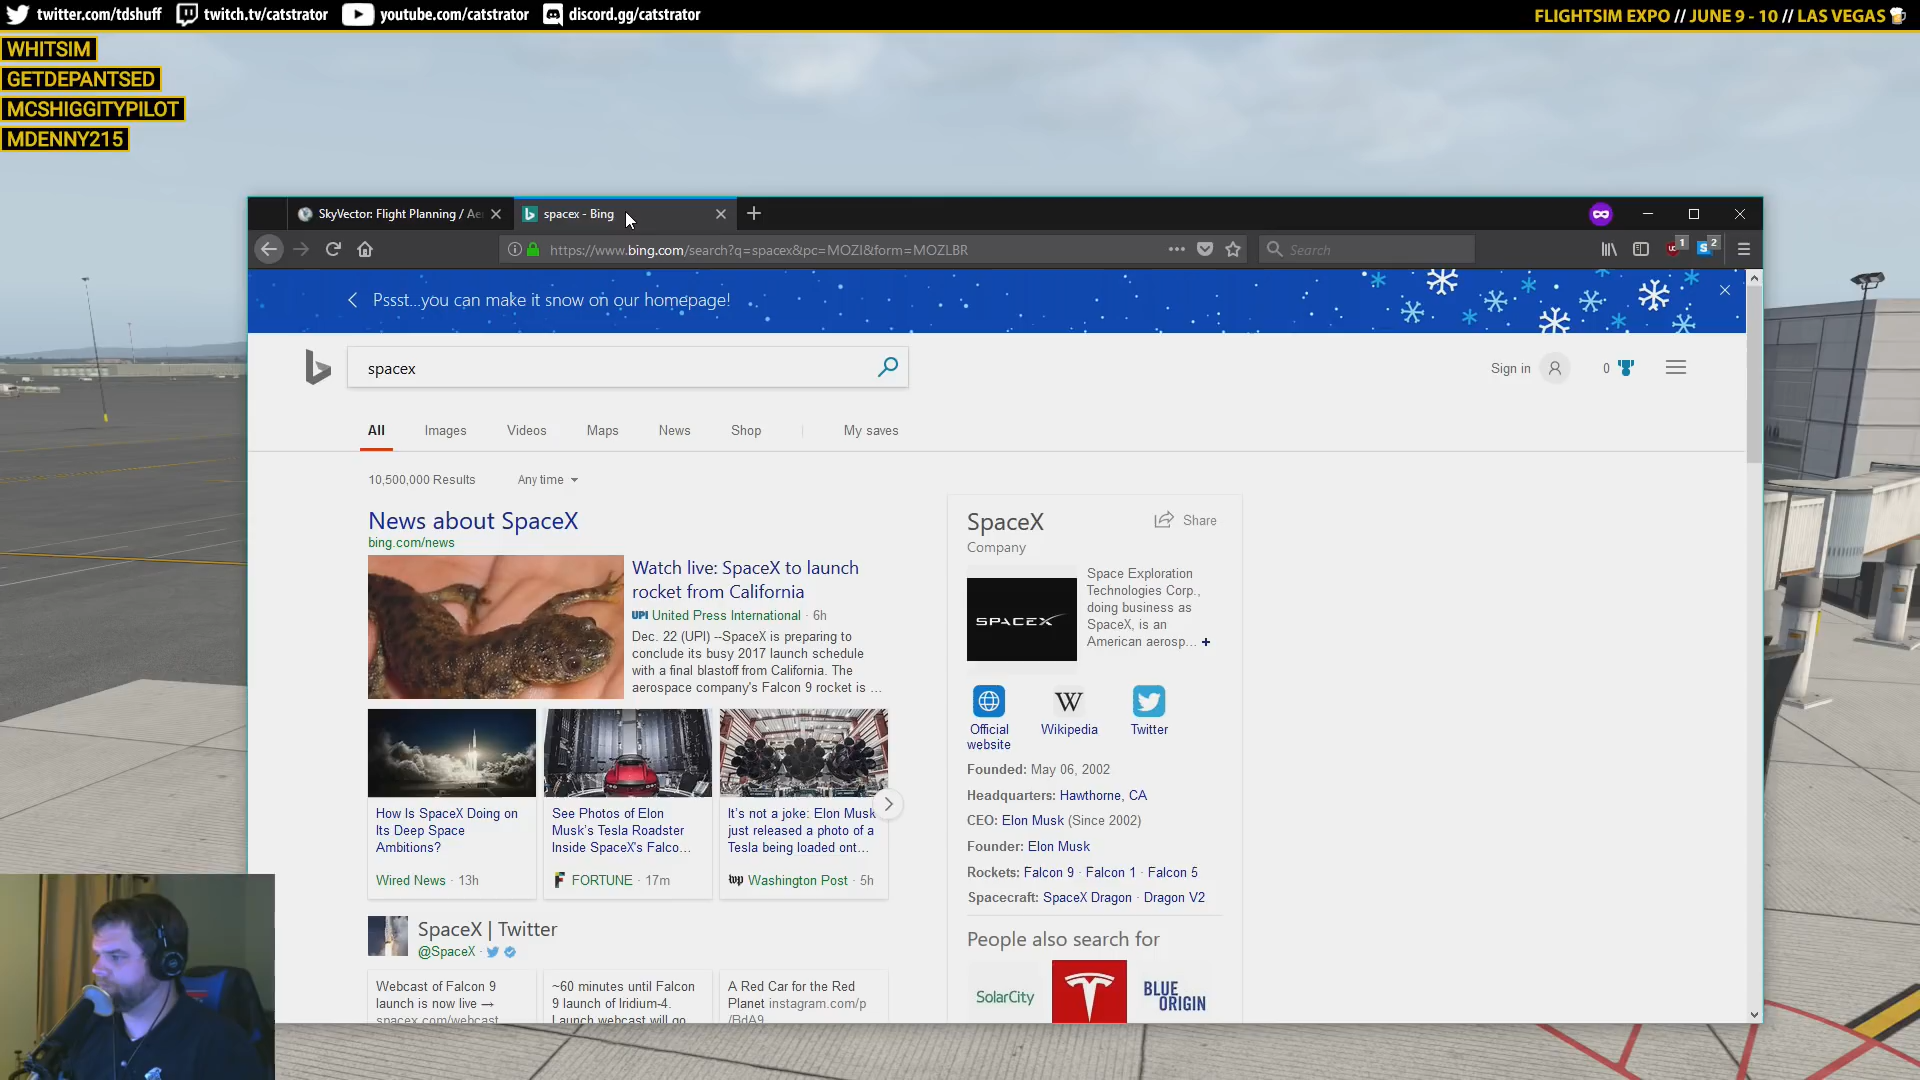 twitter.com/tdshuff
twitch.tv/catstrator
youtube.com/catstrator
discord.gg/catstrator
FLIGHTSIM EXPO // JUNE 9 - 10 // LAS VEGAS
WHITSIM
GETDEPANTSED
MCSHIGGITYPILOT
MDENNY215
SkyVector: Flight Planning / Ae
spacex - Bing
https://www.bing.com/search?q=spacex&pc=MOZI&form=MOZLBR
Search
1
2
Pssst...you can make it snow on our homepage!
spacex
Sign in
0
All
Images
Videos
Maps
News
Shop
My saves
10,500,000 Results
Any time
News about SpaceX
bing.com/news
Watch live: SpaceX to launch
rocket from California
UPI United Press International · 6h
Dec. 22 (UPI) --SpaceX is preparing to
conclude its busy 2017 launch schedule
with a final blastoff from California. The
aerospace company's Falcon 9 rocket is ...
How Is SpaceX Doing on
Its Deep Space
Ambitions?
Wired News · 13h
See Photos of Elon
Musk's Tesla Roadster
Inside SpaceX's Falco...
FORTUNE · 17m
It's not a joke: Elon Musk
just released a photo of a
Tesla being loaded ont...
wp Washington Post · 5h
SpaceX | Twitter
@SpaceX ·
Webcast of Falcon 9
launch is now live →
spacex.com/webcast
~60 minutes until Falcon
9 launch of Iridium-4.
Launch webcast will go
A Red Car for the Red
Planet instagram.com/p
/BdA9
SpaceX
Share
Company
SPACEX
Space Exploration
Technologies Corp.,
doing business as
SpaceX, is an
American aerosp... +
Official
website
W
Wikipedia
Twitter
Founded: May 06, 2002
Headquarters: Hawthorne, CA
CEO: Elon Musk (Since 2002)
Founder: Elon Musk
Rockets: Falcon 9 · Falcon 1 · Falcon 5
Spacecraft: SpaceX Dragon · Dragon V2
People also search for
SolarCity
BLUE
ORIGIN